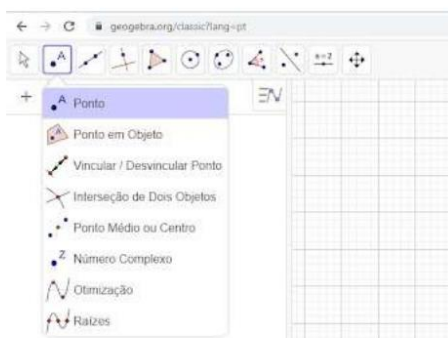 geogebra.org/classic?lang=pt
A
a=2
A Ponto
A Ponto em Objeto
Vincular / Desvincular Ponto
Interseção de Dois Objetos
Ponto Médio ou Centro
Z Número Complexo
Otimização
Raízes